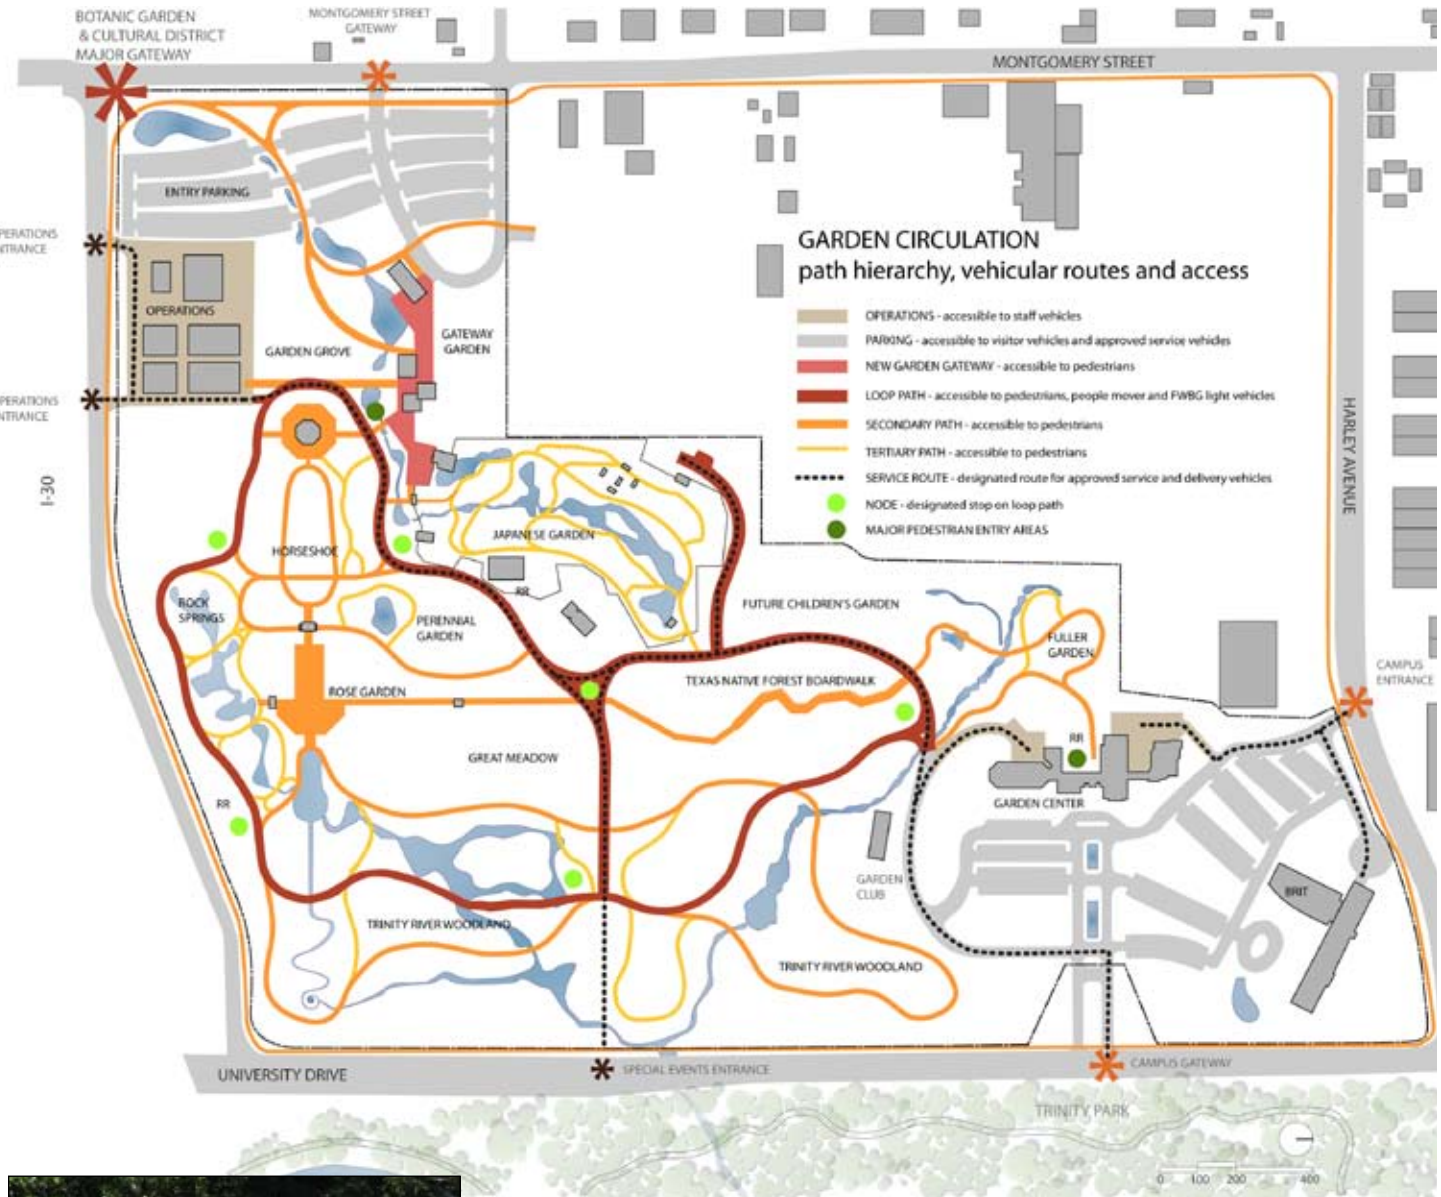 BOTANIC GARDEN
& CULTURAL DISTRICT
MAJOR GATEWAY
MONTGOMERY STREET
GATEWAY
MONTGOMERY STREET
ENTRY PARKING
PERATIONS
NTRANCE
OPERATIONS
GARDEN GROVE
GATEWAY
GARDEN
PERATIONS
NTRANCE
I-30
GARDEN CIRCULATION
path hierarchy, vehicular routes and access
OPERATIONS - accessible to staff vehicles
PARKING - accessible to visitor vehicles and approved service vehicles
NEW GARDEN GATEWAY - accessible to pedestrians
LOOP PATH - accessible to pedestrians, people mover and FWBG light vehicles
SECONDARY PATH - accessible to pedestrians
TERTIARY PATH - accessible to pedestrians
SERVICE ROUTE - designated route for approved service and delivery vehicles
NODE - designated stop on loop path
MAJOR PEDESTRIAN ENTRY AREAS
HARLEY AVENUE
HORSESHOE
JAPANESE GARDEN
RR
ROCK
SPRINGS
PERENNIAL
GARDEN
FUTURE CHILDREN'S GARDEN
FULLER
GARDEN
CAMPUS
ENTRANCE
ROSE GARDEN
TEXAS NATIVE FOREST BOARDWALK
RR
GREAT MEADOW
RR
GARDEN CENTER
GARDEN
CLUB
BRIT
TRINITY RIVER WOODLAND
TRINITY RIVER WOODLAND
UNIVERSITY DRIVE
SPECIAL EVENTS ENTRANCE
CAMPUS GATEWAY
TRINITY PARK
0 100 200 400